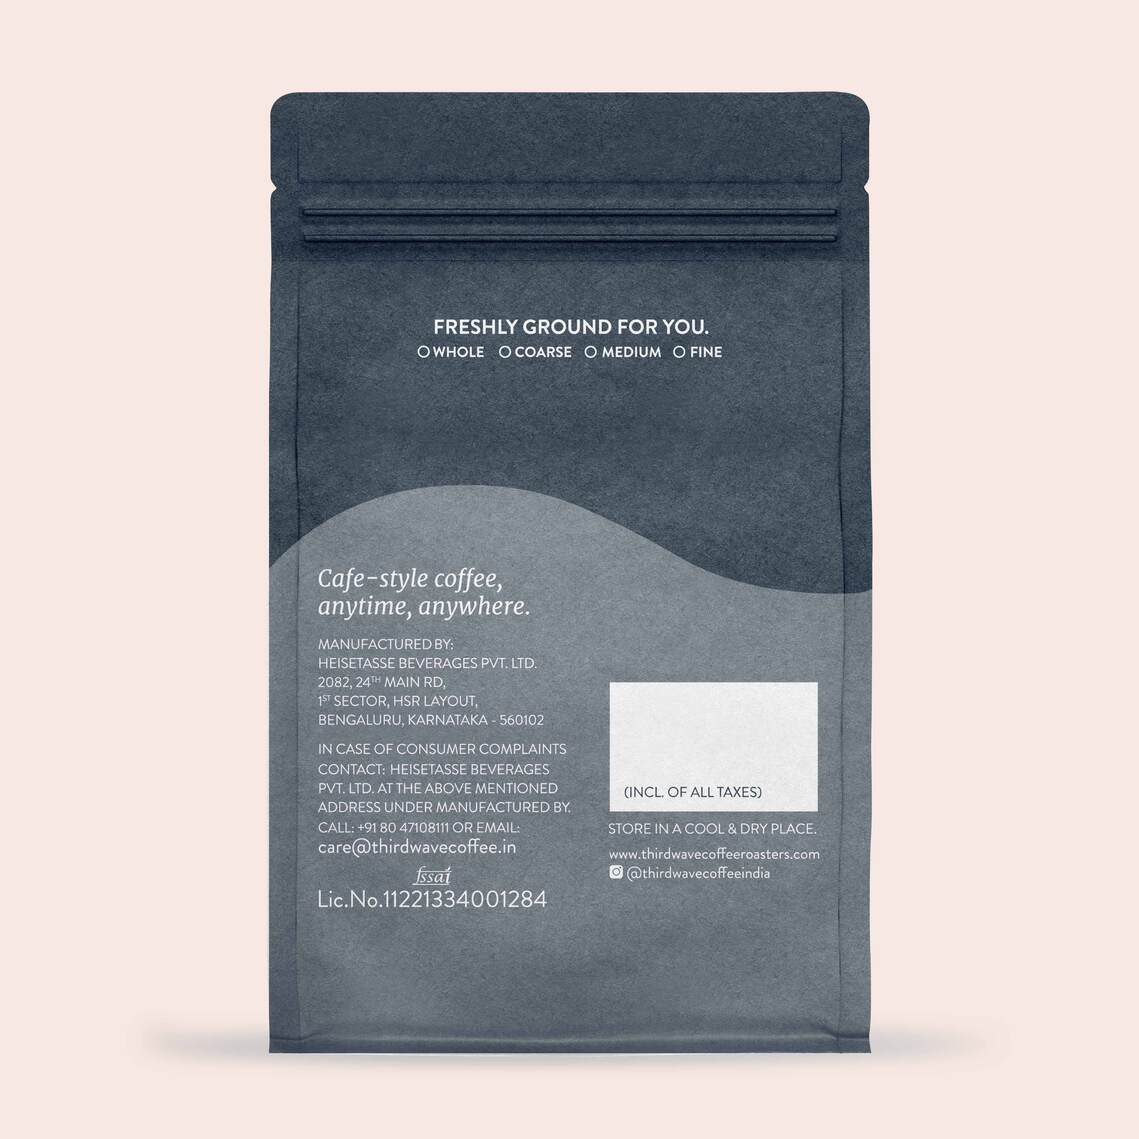 FRESHLY GROUND FOR YOU.
WHOLE COARSE MEDIUM FINE
Cafe-style coffee,
anytime, anywhere.
MANUFACTURED BY:
HEISETASSE BEVERAGES PVT. LTD.
2082, 24TH MAIN RD,
1ST SECTOR, HSR LAYOUT,
BENGALURU, KARNATAKA - 560102
IN CASE OF CONSUMER COMPLAINTS
CONTACT: HEISETASSE BEVERAGES
PVT. LTD. AT THE ABOVE MENTIONED
ADDRESS UNDER MANUFACTURED BY.
CALL: +91 80 47108111 OR EMAIL:
care@thirdwavecoffee.in
fssai
Lic.No.11221334001284
(INCL. OF ALL TAXES)
STORE IN A COOL & DRY PLACE.
www.thirdwavecoffeeroasters.com
@thirdwavecoffeeindia